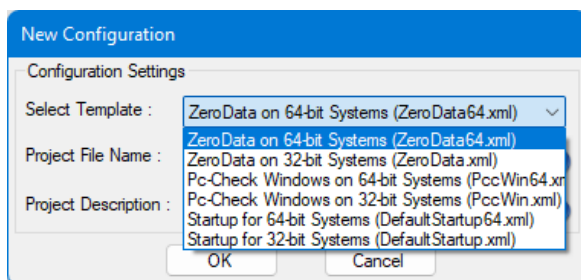 New Configuration
Configuration Settings
Select Template :
ZeroData on 64-bit Systems (ZeroData64.xml)
ZeroData on 64-bit Systems (ZeroData64.xml)
Project File Name :
ZeroData on 32-bit Systems (ZeroData.xml)
Pc-Check Windows on 64-bit Systems (PccWin64.xr
Pc-Check Windows on 32-bit Systems (PccWin.xml)
Project Description :
Startup for 64-bit Systems (DefaultStartup64.xml)
Startup for 32-bit Systems (DefaultStartup.xml)
OK
Cancel